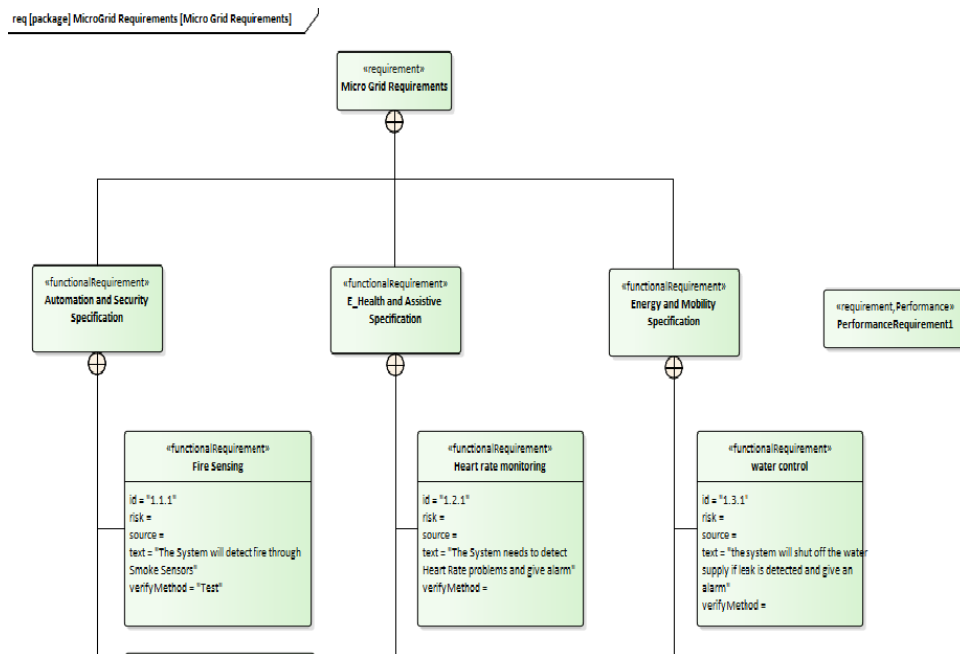 req [package] MicroGrid Requirements [Micro Grid Requirements]
«requirement»
Micro Grid Requirements
«functionalRequirement»
Automation and Security
Specification
«functionalRequirement»
E_Health and Assistive
Specification
«functionalRequirement»
Energy and Mobility
Specification
«requirement,Performance»
PerformanceRequirement1
«functionalRequirement»
Fire Sensing
id = "1.1.1"
risk =
source =
text = "The System will detect fire through
Smoke Sensors"
verifyMethod = "Test"
«functionalRequirement»
Heart rate monitoring
id = "1.2.1"
risk =
source =
text = "The System needs to detect
Heart Rate problems and give alarm"
verifyMethod =
«functionalRequirement»
water control
id = "1.3.1"
risk =
source =
text = "the system will shut off the water
supply if leak is detected and give an
alarm"
verifyMethod =